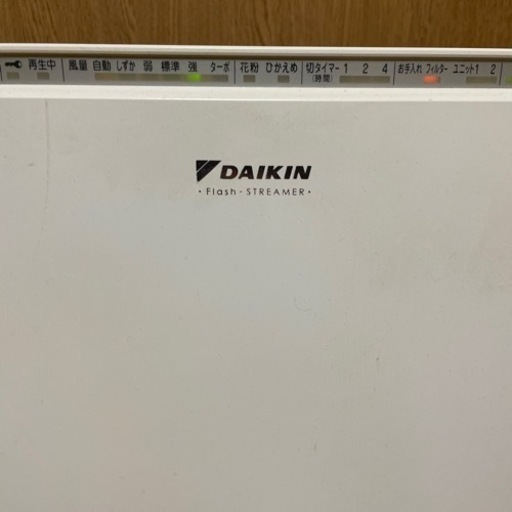 再生中 風量 自動 しずか 弱 標準 強 ターボ 花粉 ひかえめ 切タイマー 1 2 4 お手入れ フィルター ユニット1 2
(時間)
DAIKIN
・Flash・STREAMER・